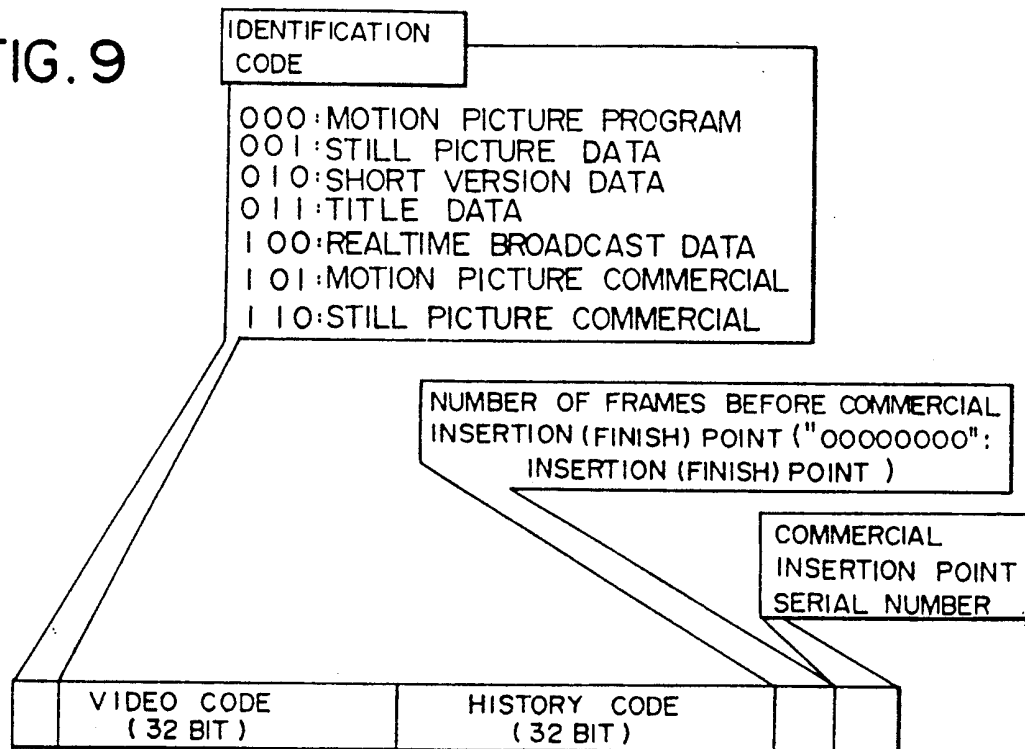 FIG. 9
IDENTIFICATION
CODE
000:MOTION PICTURE PROGRAM
001:STILL PICTURE DATA
010:SHORT VERSION DATA
011:TITLE DATA
100:REALTIME BROADCAST DATA
101:MOTION PICTURE COMMERCIAL
110:STILL PICTURE COMMERCIAL
NUMBER OF FRAMES BEFORE COMMERCIAL
INSERTION (FINISH) POINT ("00000000":
INSERTION (FINISH) POINT )
COMMERCIAL
INSERTION POINT
SERIAL NUMBER
VIDEO CODE
(32 BIT)
HISTORY CODE
(32 BIT)